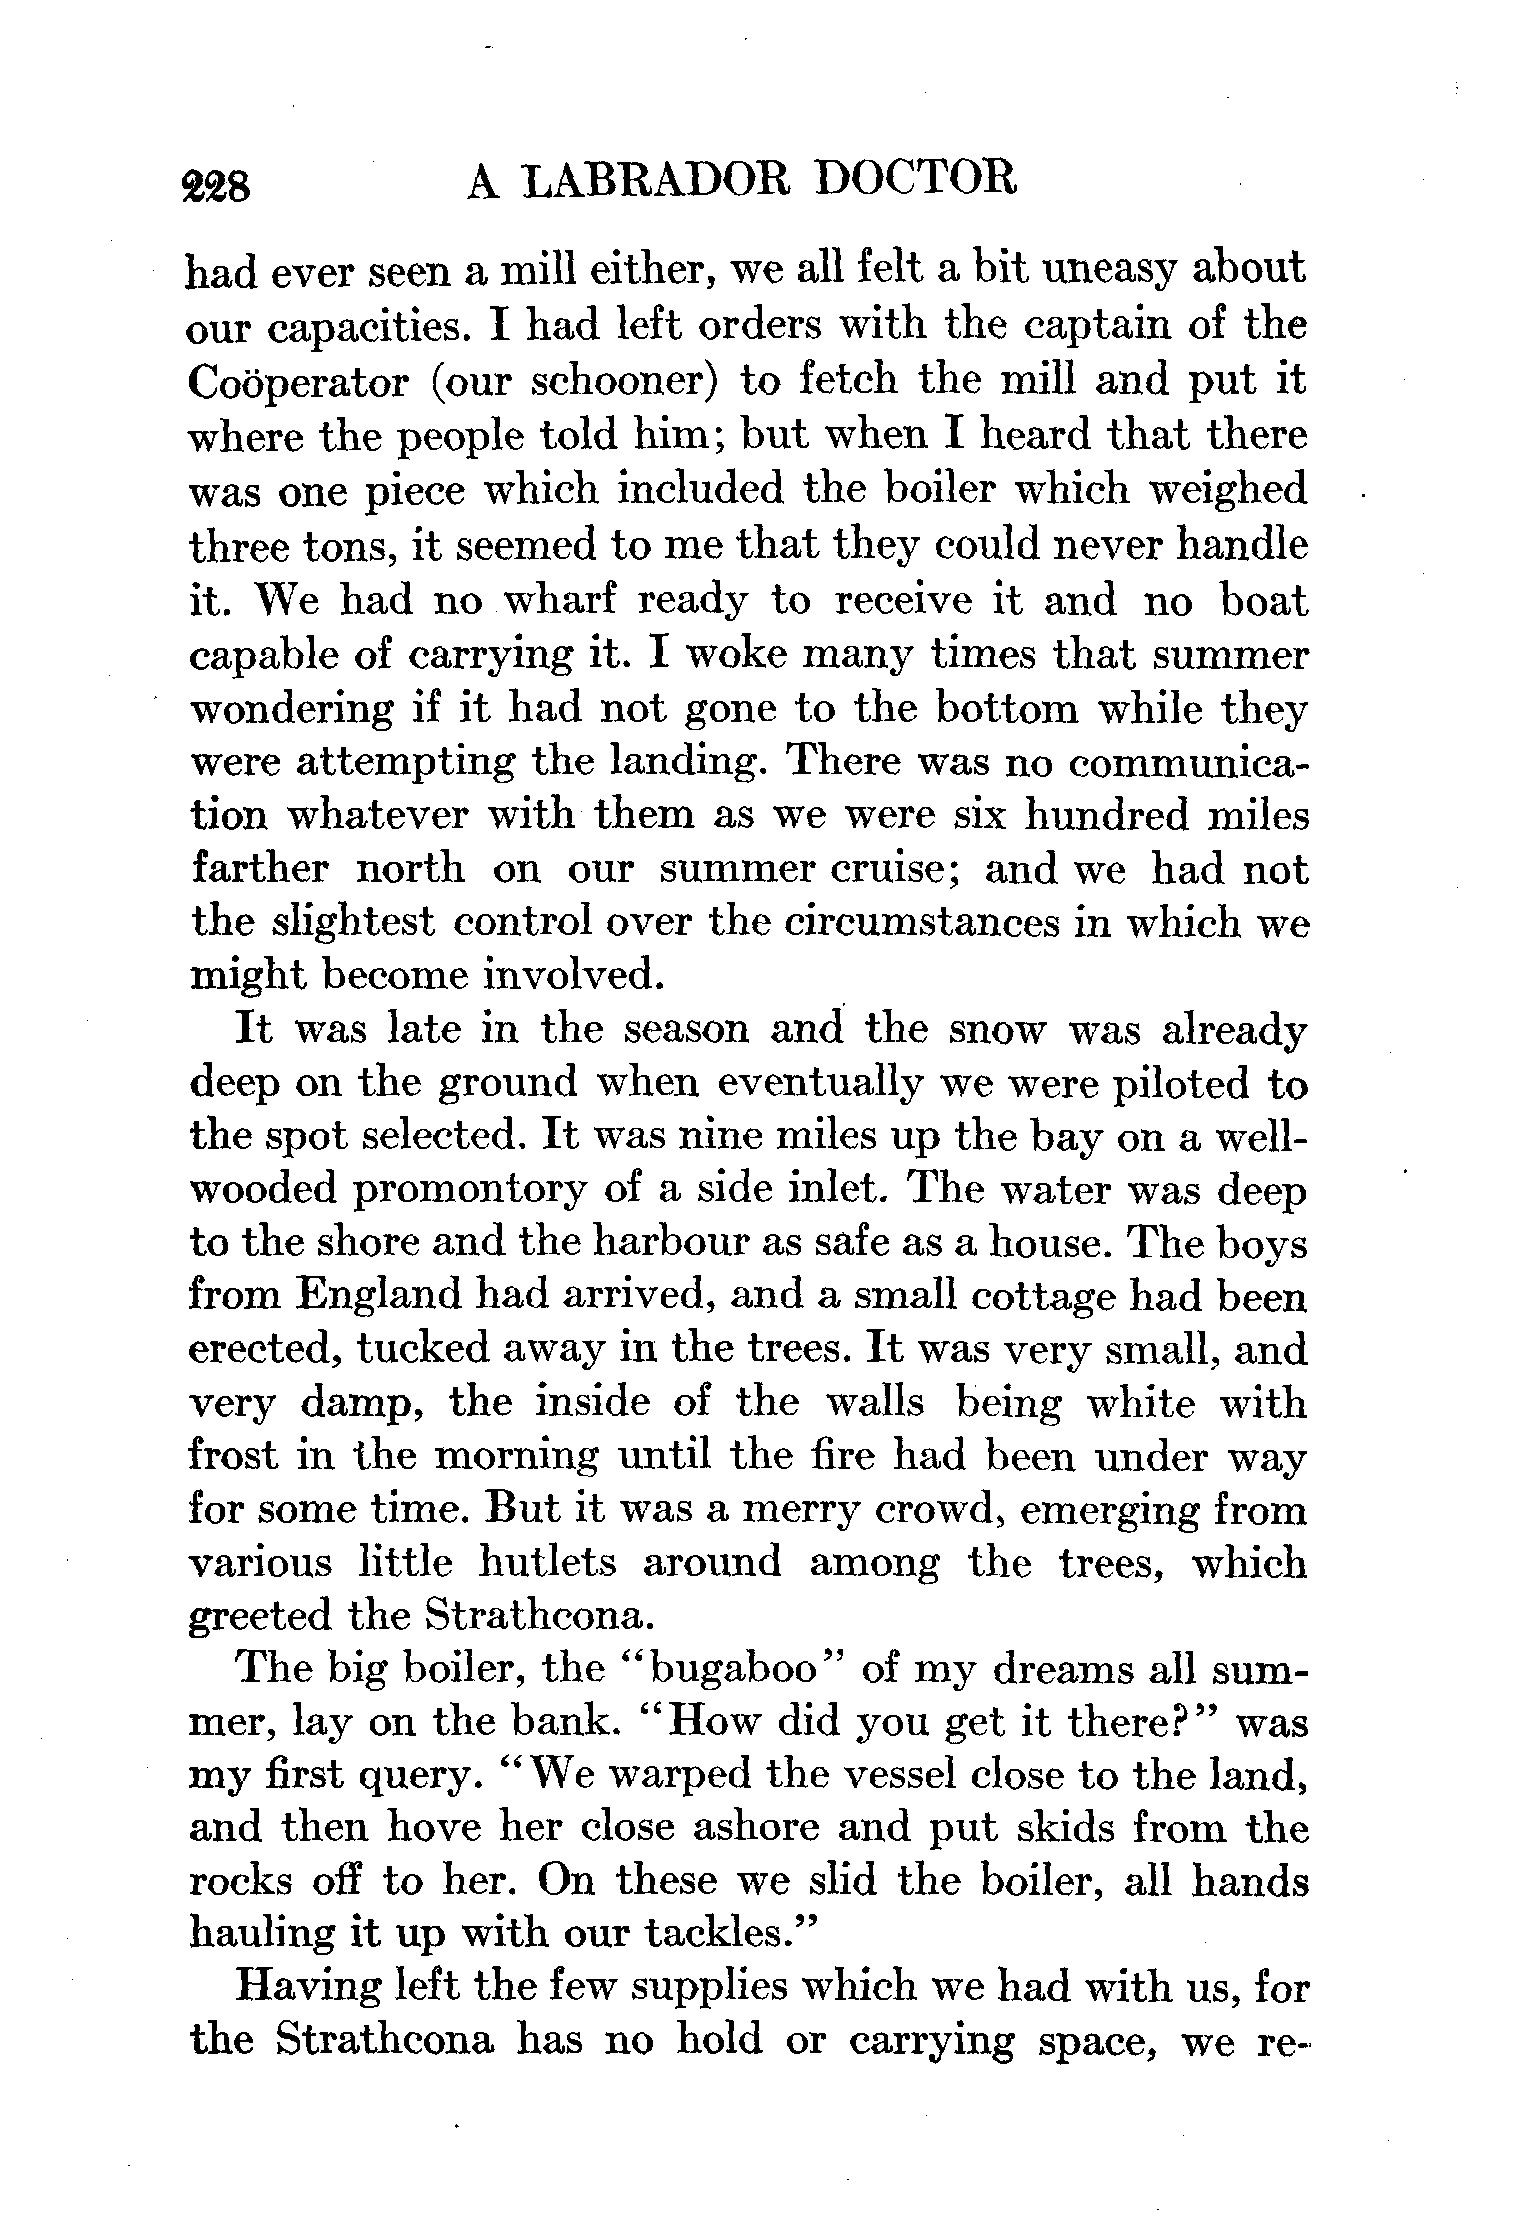 228 A LABRADOR DOCTOR
had ever seen a mill either, we all felt a bit uneasy about
our capacities. I had left orders with the captain of the
Coöperator (our schooner) to fetch the mill and put it
where the people told him; but when I heard that there
was one piece which included the boiler which weighed
three tons, it seemed to me that they could never handle
it. We had no wharf ready to receive it and no boat
capable of carrying it. I woke many times that summer
wondering if it had not gone to the bottom while they
were attempting the landing. There was no communica-
tion whatever with them as we were six hundred miles
farther north on our summer cruise; and we had not
the slightest control over the circumstances in which we
might become involved.
It was late in the season and the snow was already
deep on the ground when eventually we were piloted to
the spot selected. It was nine miles up the bay on a well-
wooded promontory of a side inlet. The water was deep
to the shore and the harbour as safe as a house. The boys
from England had arrived, and a small cottage had been
erected, tucked away in the trees. It was very small, and
very damp, the inside of the walls being white with
frost in the morning until the fire had been under way
for some time. But it was a merry crowd, emerging from
various little hutlets around among the trees, which
greeted the Strathcona.
The big boiler, the "bugaboo" of my dreams all sum-
mer, lay on the bank. "How did you get it there?" was
my first query. "We warped the vessel close to the land,
and then hove her close ashore and put skids from the
rocks off to her. On these we slid the boiler, all hands
hauling it up with our tackles."
Having left the few supplies which we had with us, for
the Strathcona has no hold or carrying space, we re-